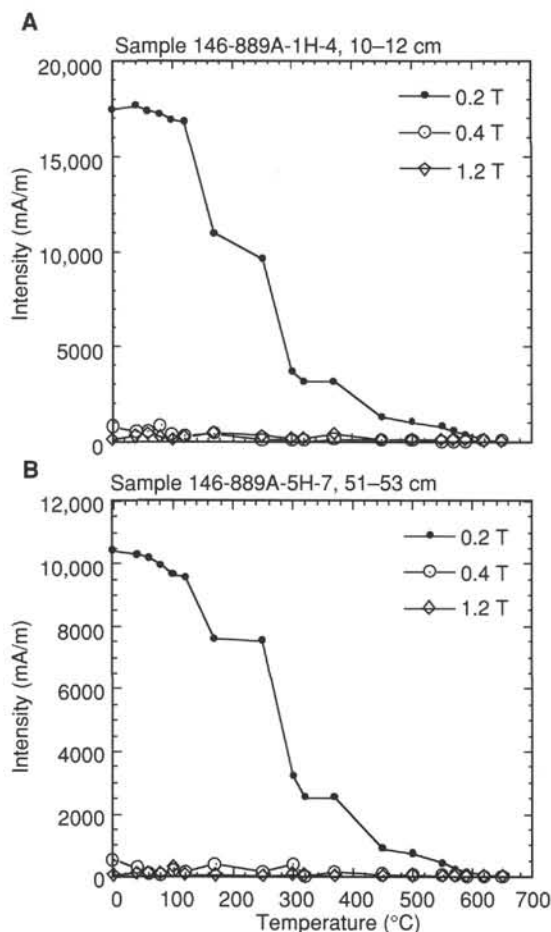 A
Sample 146-889A-1H-4, 10–12 cm
20,000
15,000
10,000
5000
0
Intensity (mA/m)
0.2 T
0.4 T
1.2 T
B
Sample 146-889A-5H-7, 51–53 cm
12,000
10,000
8000
6000
4000
2000
0
Intensity (mA/m)
0.2 T
0.4 T
1.2 T
0 100 200 300 400 500 600 700
Temperature (°C)